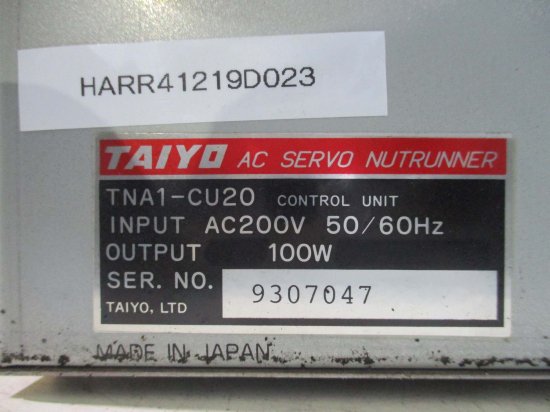 HARR41219D023
TAIYO AC SERVO NUTRUNNER
TNA1-CU20 CONTROL UNIT
INPUT AC200V 50/60Hz
OUTPUT 100W
SER. NO. 9307047
TAIYO, LTD
MADE IN JAPAN